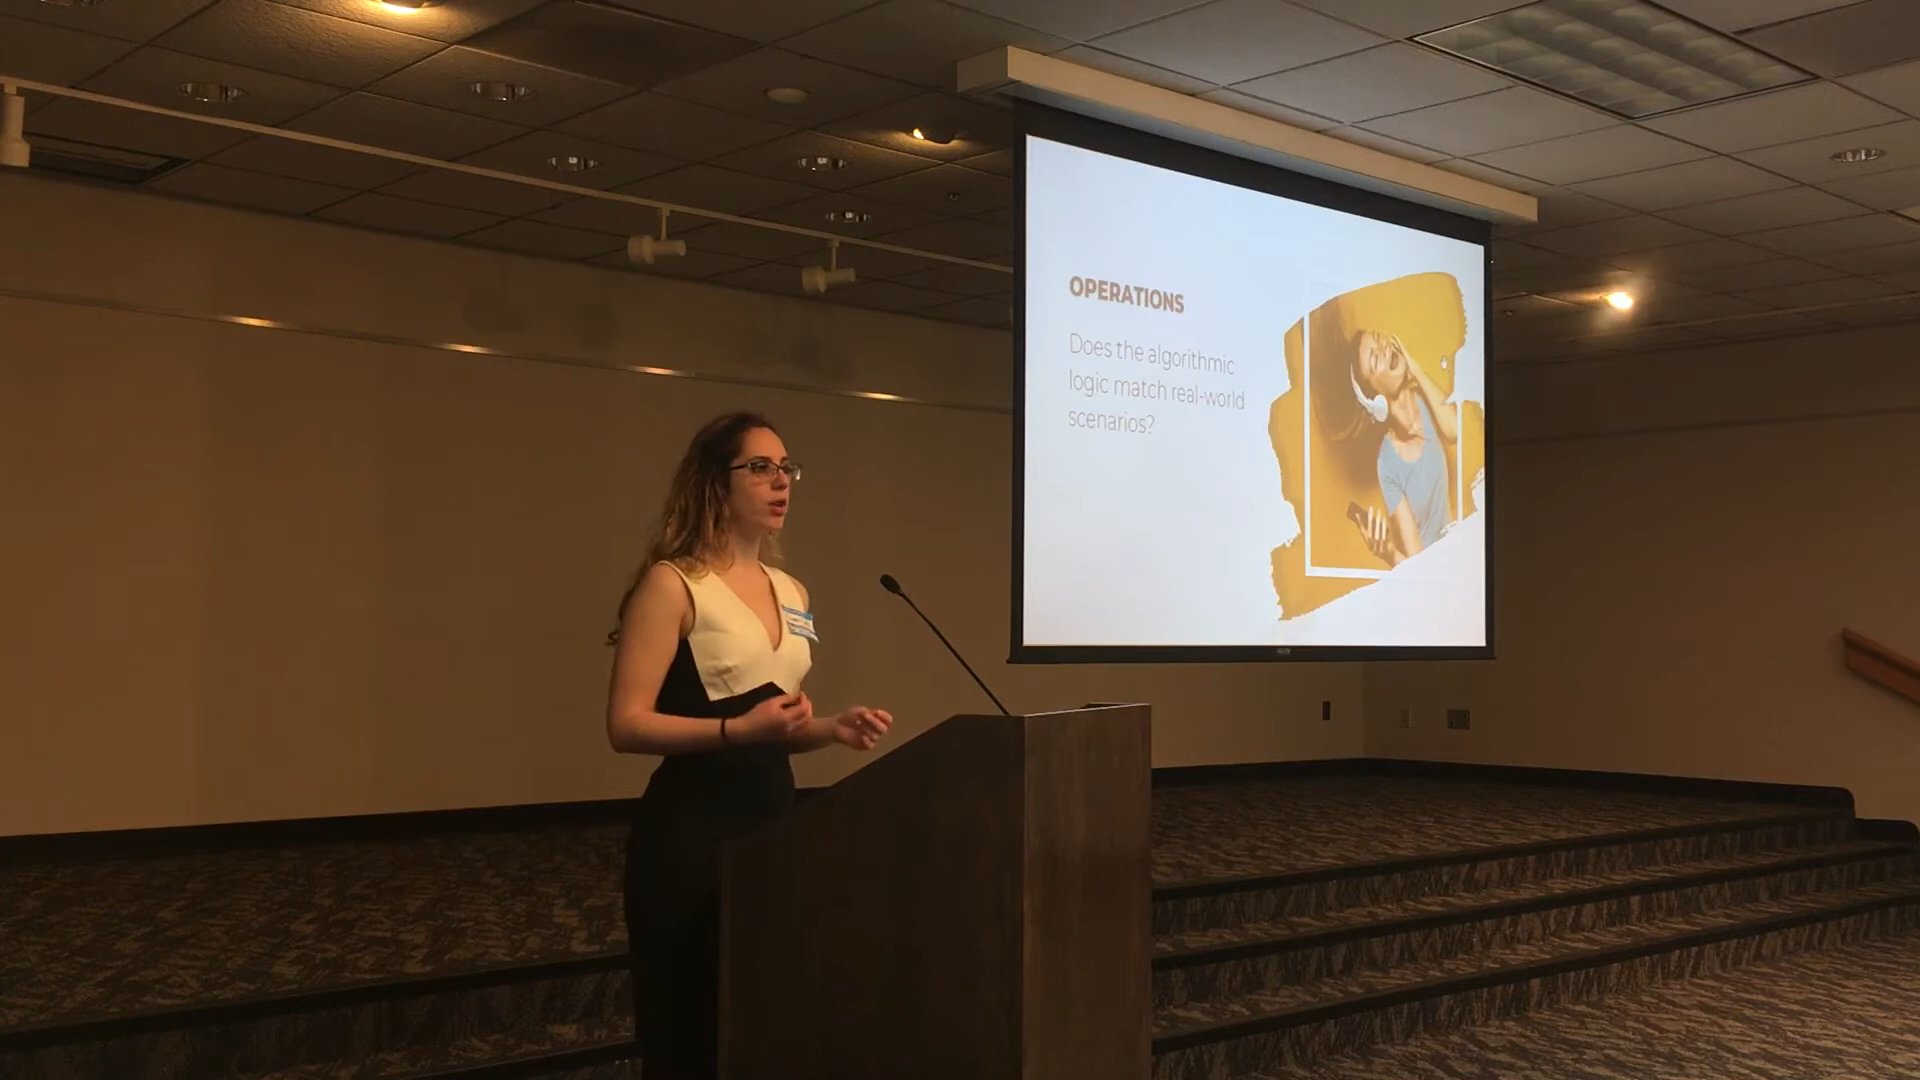 OPERATIONS
Does the algorithmic
logic match real-world
scenarios?